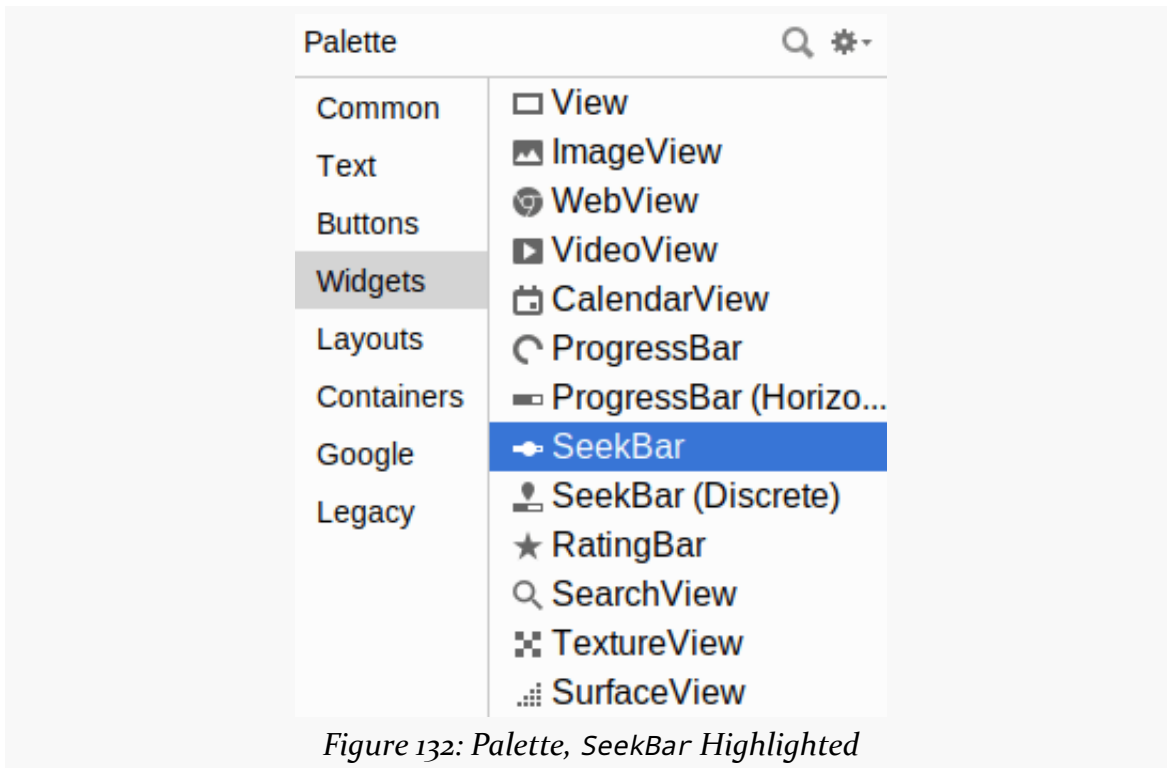 Palette
Common
Text
Buttons
Widgets
Layouts
Containers
Google
Legacy
View
ImageView
WebView
VideoView
CalendarView
ProgressBar
ProgressBar (Horizo...
SeekBar
SeekBar (Discrete)
RatingBar
SearchView
TextureView
SurfaceView
Figure 132: Palette, SeekBar Highlighted